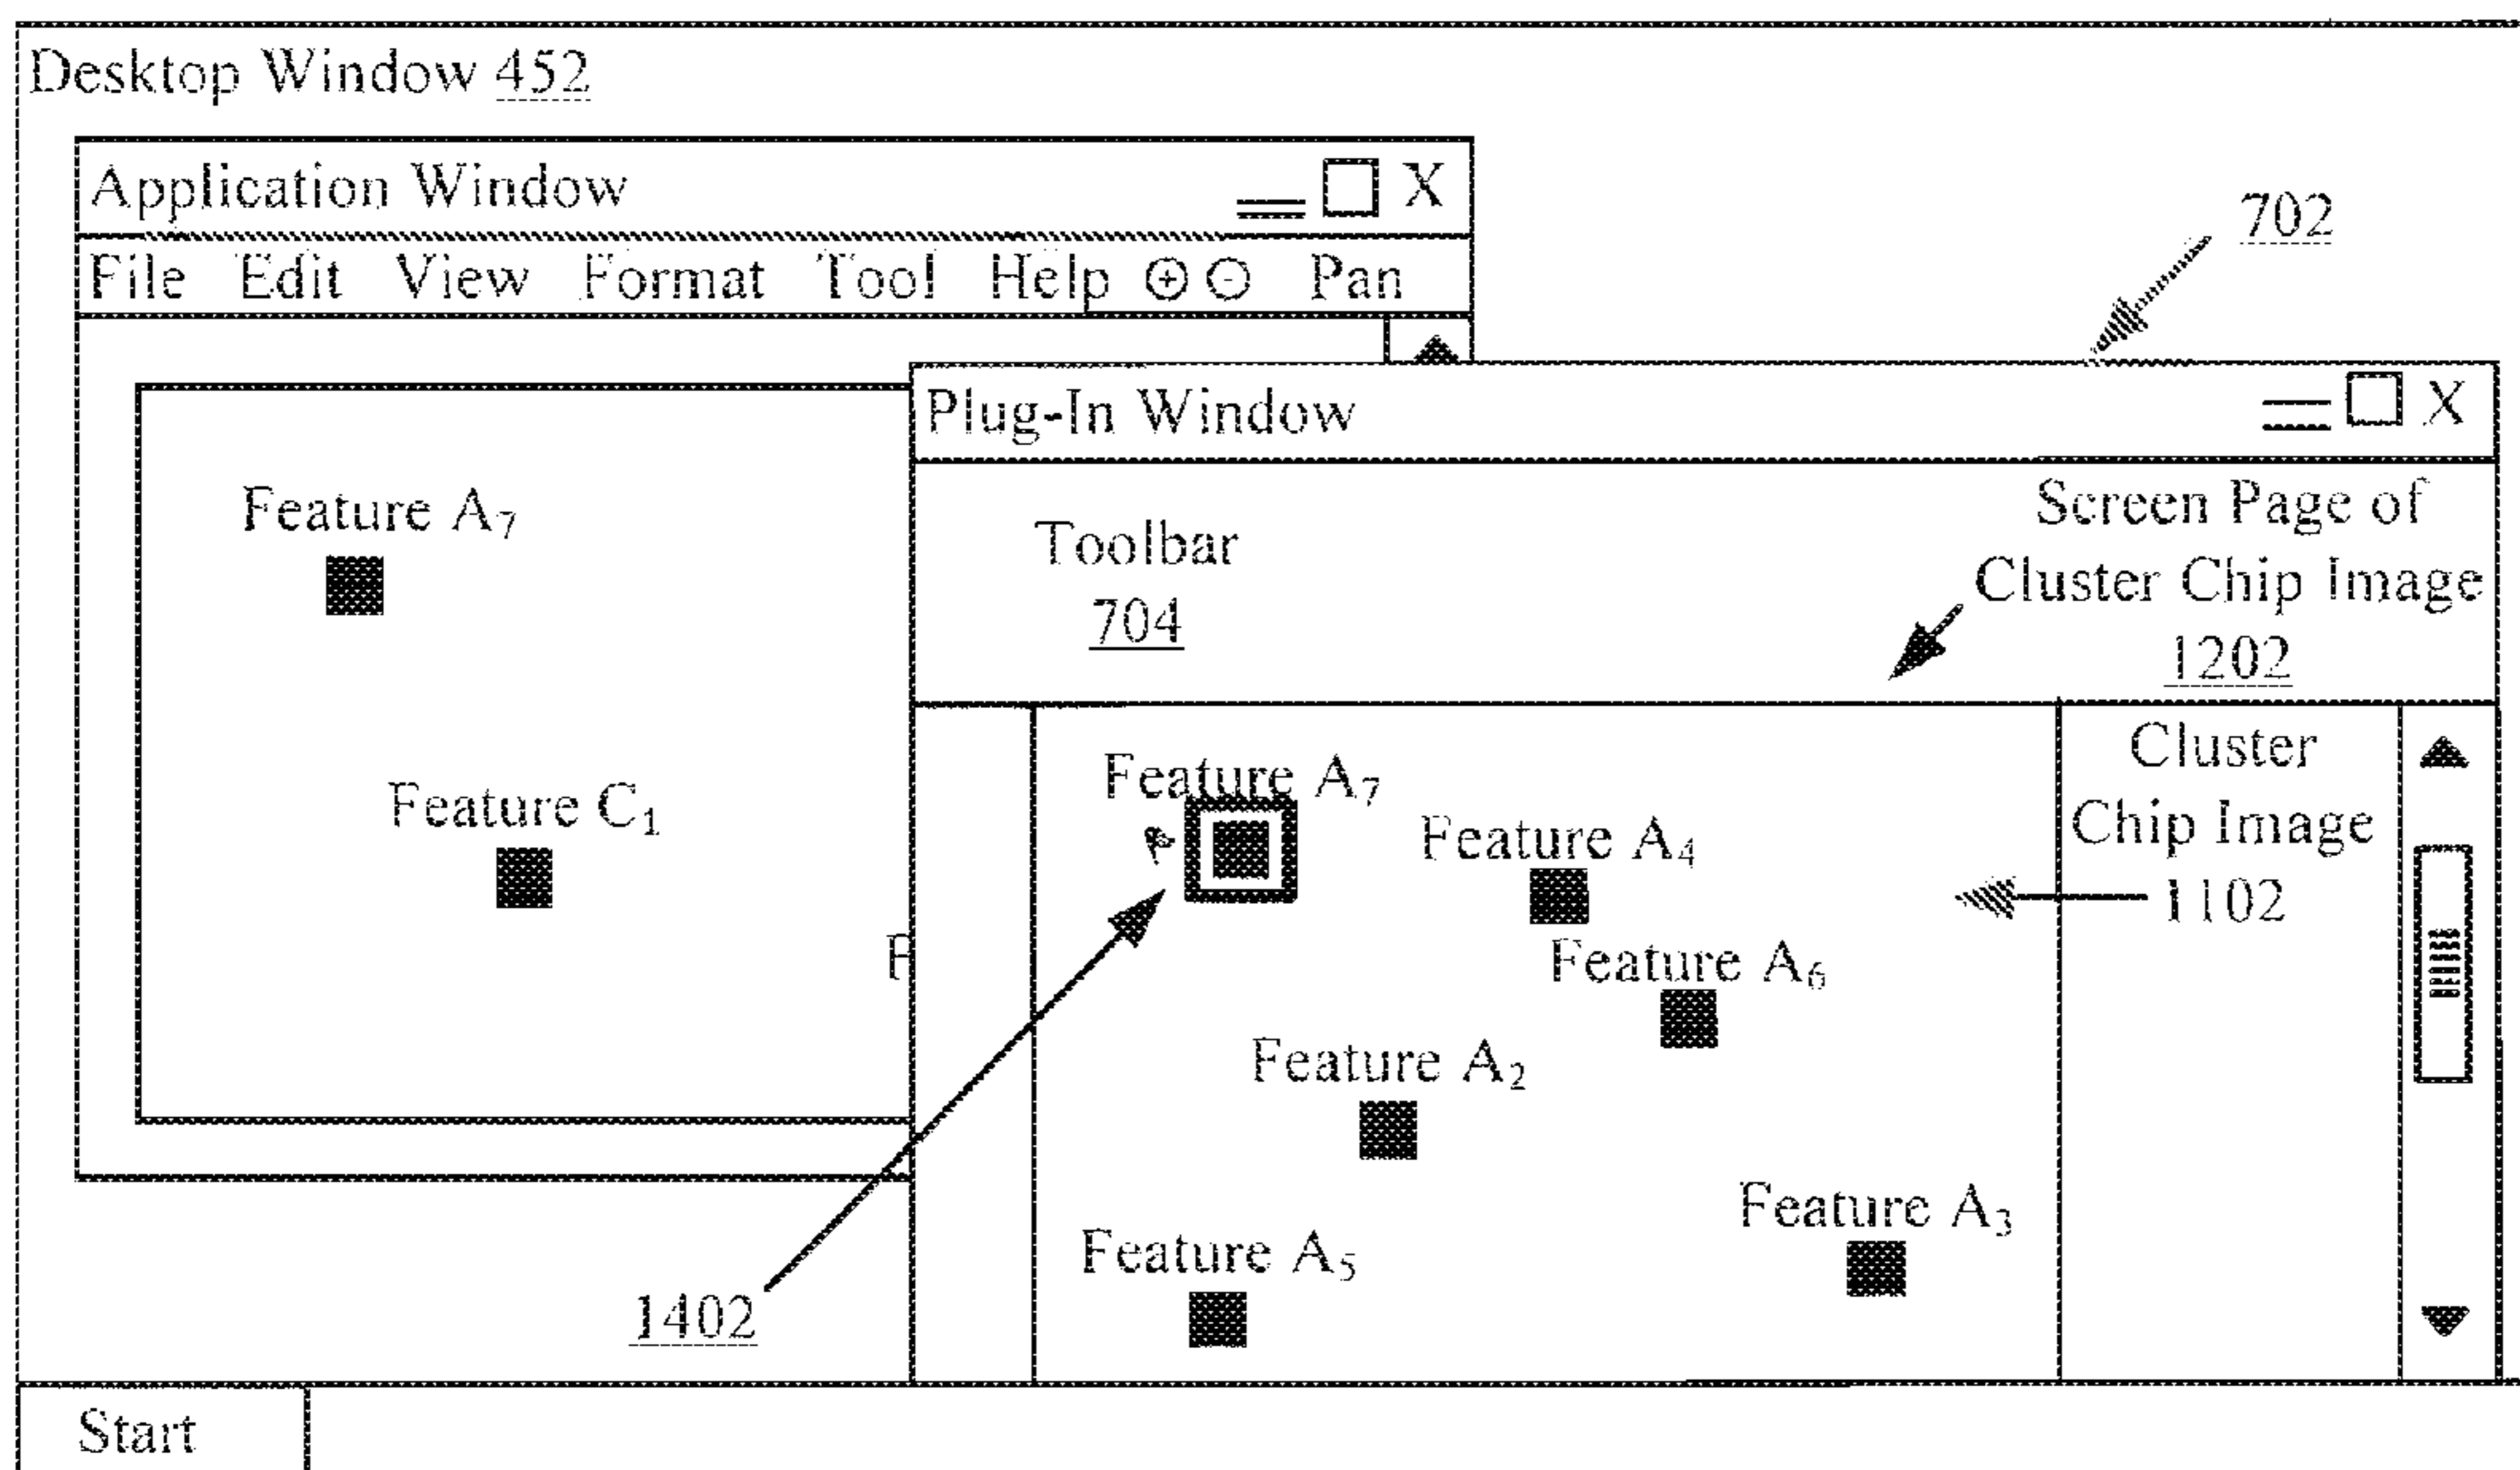 Desktop Window 452
Application Window X
File Edit View Format Tool Help + - Pan
702
Plug-In Window X
Feature A7
Toolbar
704
Screen Page of
Cluster Chip Image
1202
Feature C1
Feature A7
Feature A4
Feature A6
Feature A2
Feature A3
Feature A5
Cluster
Chip Image
1102
1402
Start